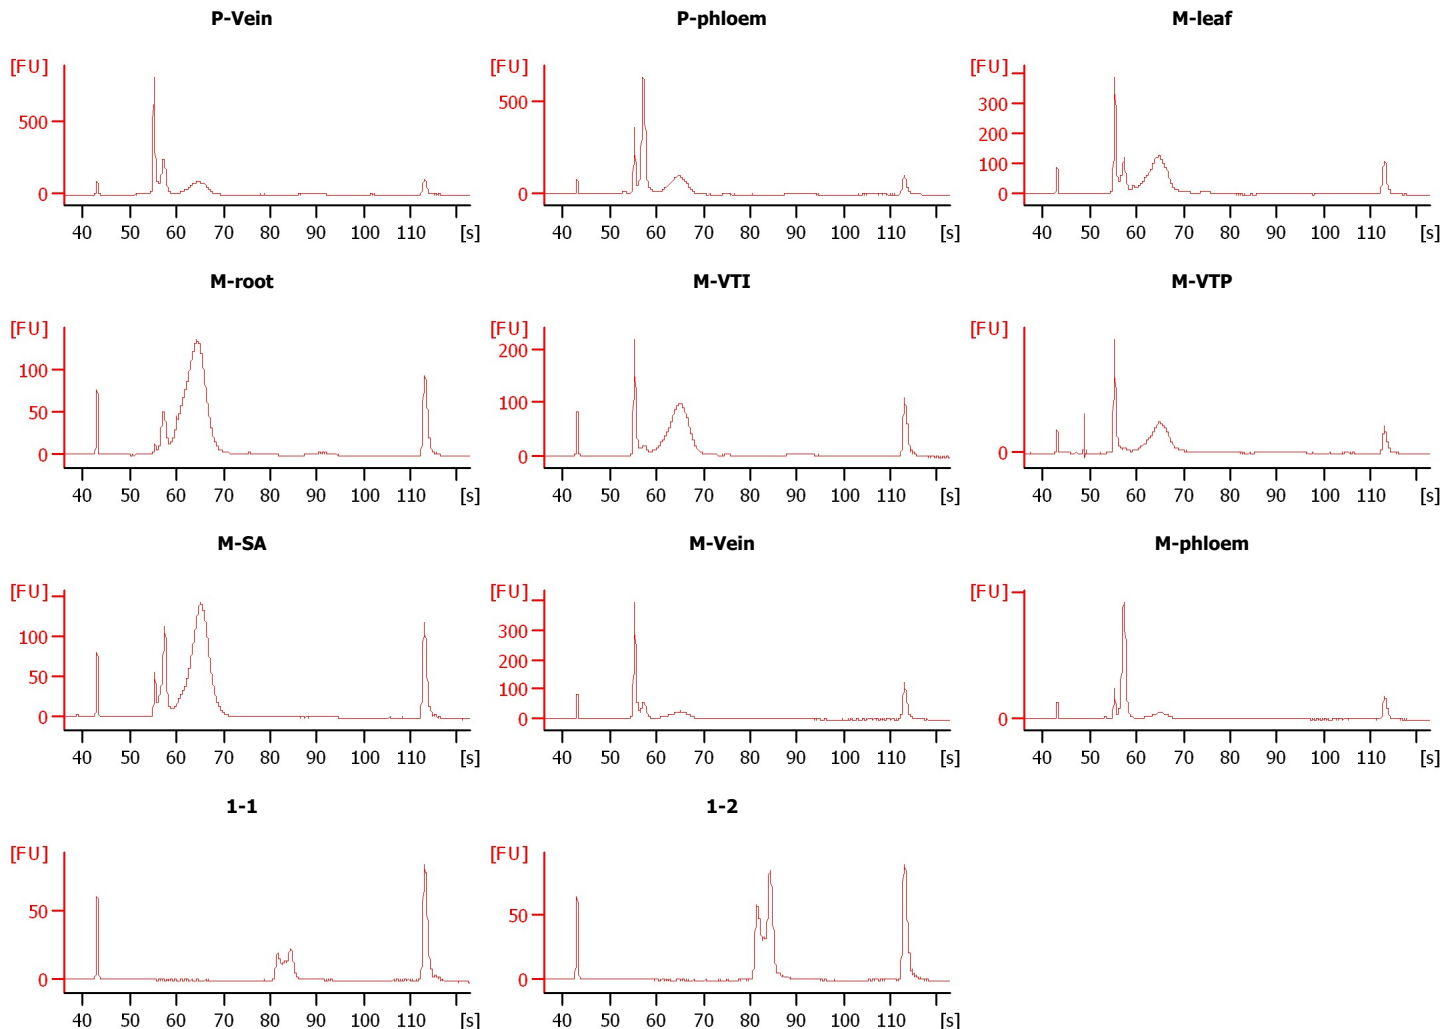 P-Vein P-phloem M-leaf
[FU] [FU] [FU]
500 500 300
200
100
0 0 0
40 50 60 70 80 90 100 110 [s] 40 50 60 70 80 90 100 110 [s] 40 50 60 70 80 90 100 110 [s]
M-root M-VTI M-VTP
[FU] [FU] [FU]
100 200
50 100
0 0 0
40 50 60 70 80 90 100 110 [s] 40 50 60 70 80 90 100 110 [s] 40 50 60 70 80 90 100 110 [s]
M-SA M-Vein M-phloem
[FU] [FU] [FU]
100 300
50 200
100
0 0 0
40 50 60 70 80 90 100 110 [s] 40 50 60 70 80 90 100 110 [s] 40 50 60 70 80 90 100 110 [s]
1-1 1-2
[FU] [FU]
50 50
0 0
40 50 60 70 80 90 100 110 [s] 40 50 60 70 80 90 100 110 [s]